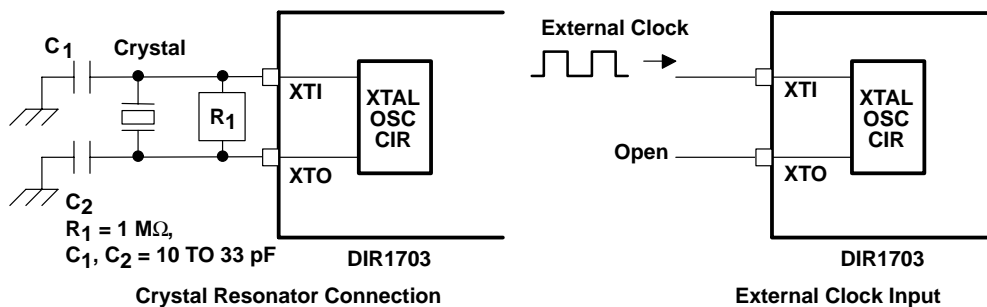 C1
Crystal
R1
XTI
XTAL
OSC
CIR
XTO
C2
R1 = 1 MΩ,
C1, C2 = 10 TO 33 pF
DIR1703
Crystal Resonator Connection
External Clock
XTI
XTAL
OSC
CIR
Open
XTO
DIR1703
External Clock Input